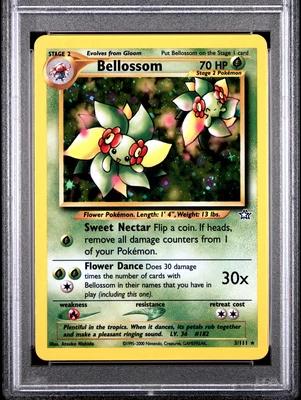 STAGE 2 Evolves from Gloom Put Bellossom on the Stage 1 card
Bellossom 70 HP
Stage 2 Pokémon
Flower Pokémon. Length: 1' 4", Weight: 13 lbs.
Sweet Nectar Flip a coin. If heads,
remove all damage counters from 1
of your Pokémon.
Flower Dance Does 30 damage
times the number of cards with
Bellossom in their names that you have in
play (including this one).
30x
weakness resistance retreat cost
Plentiful in the tropics. When it dances, its petals rub together
and make a pleasant ringing sound. LV. 36 #182
Illus. Atsuko Nishida ©1995-2000 Nintendo, Creatures, GAMEFREAK. 3/111 ★